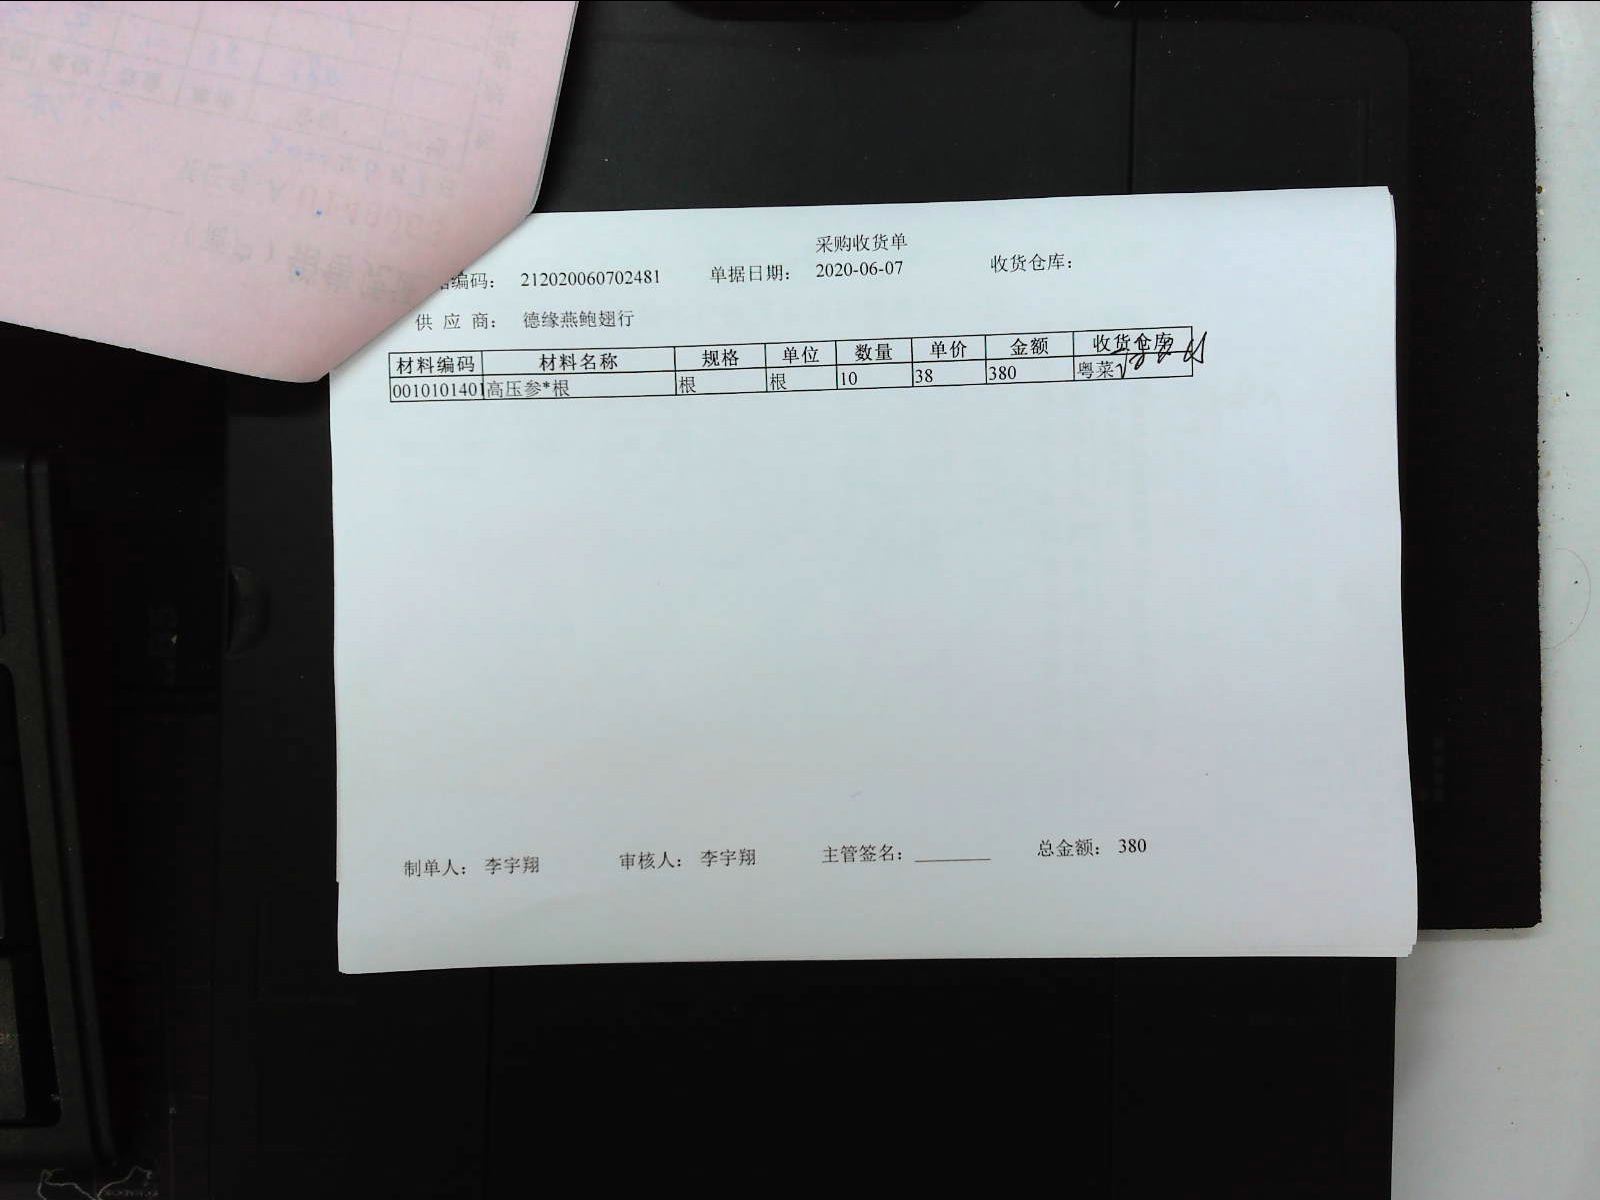 采购收货单
编码： 212020060702481 单据日期： 2020-06-07 收货仓库：
供应商： 德缘燕鲍翅行
材料编码 材料名称 规格 单位 数量 单价 金额 收货仓库
0010101401 高压参*根 根 根 10 38 380 粤菜
制单人： 李宇翔 审核人： 李宇翔 主管签名： 总金额： 380